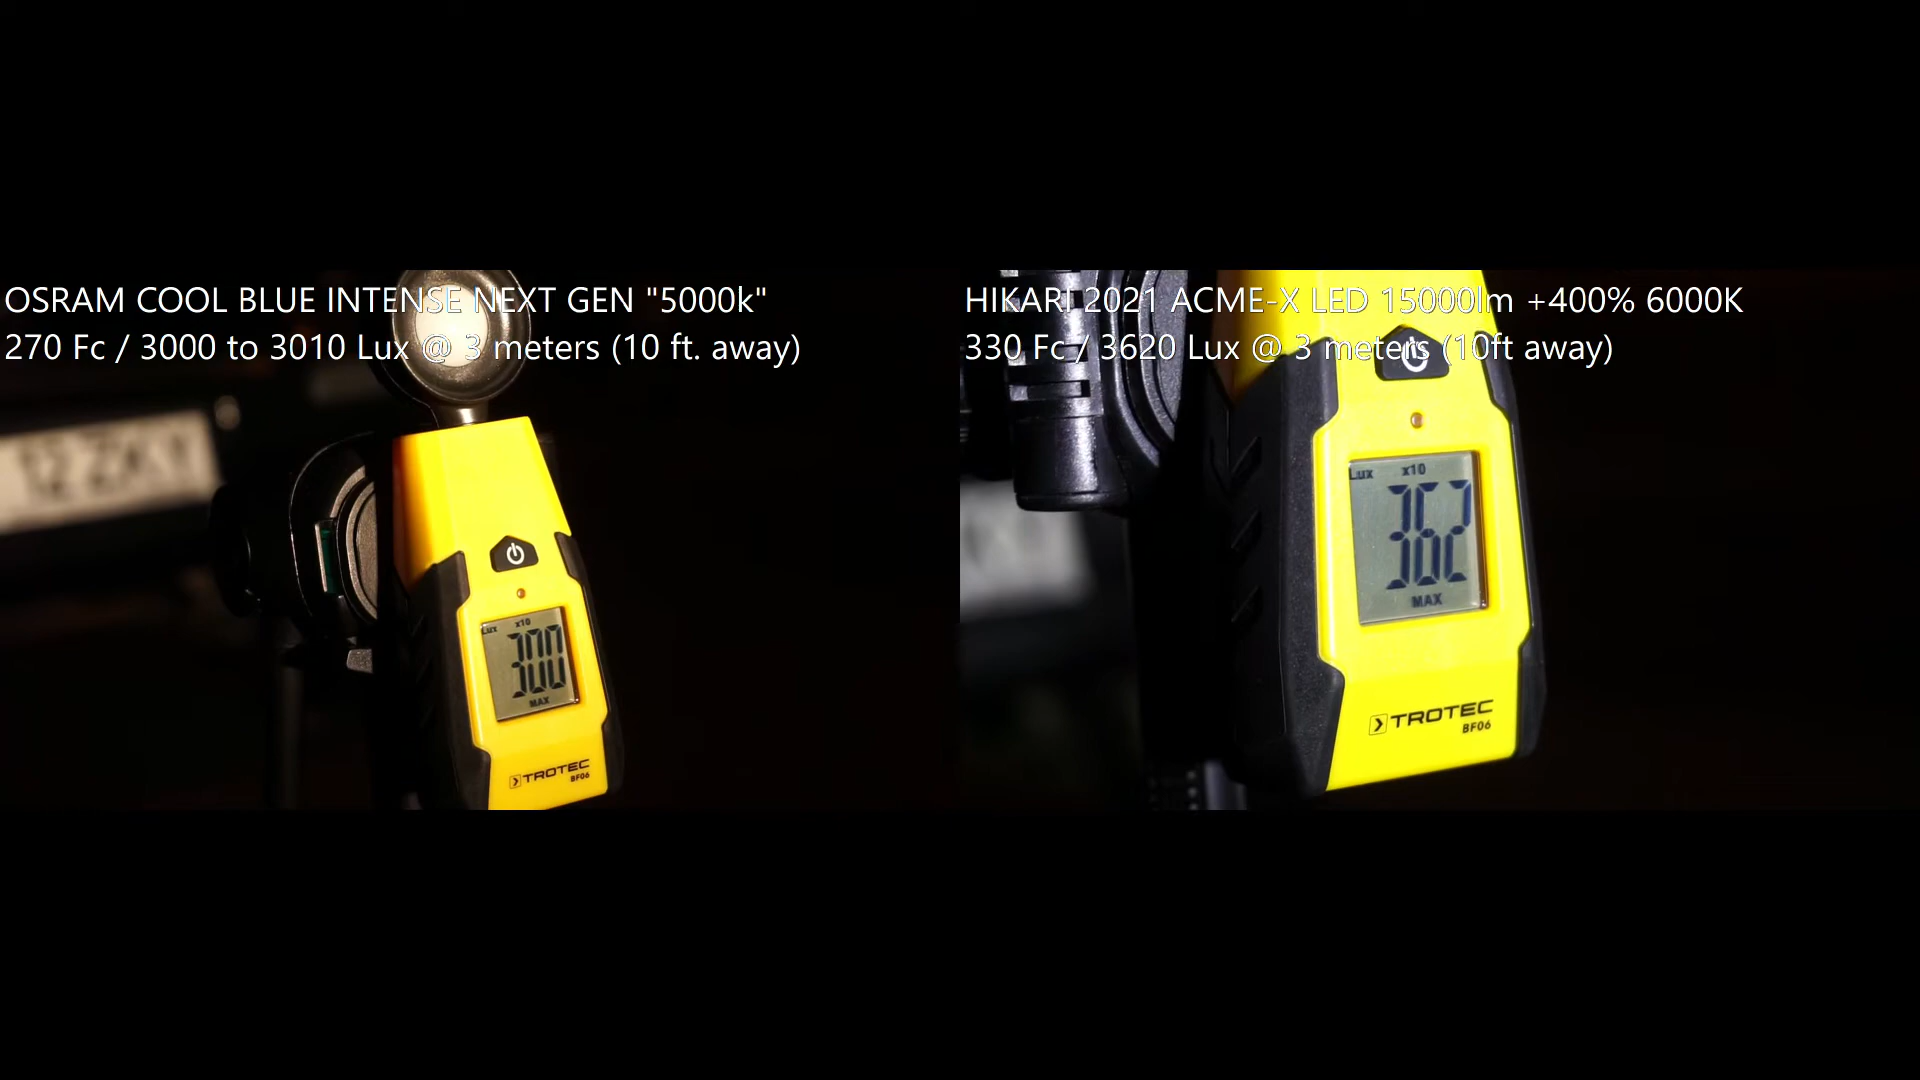 OSRAM COOL BLUE INTENSE NEXT GEN "5000k"
270 Fc / 3000 to 3010 Lux @ 3 meters (10 ft. away)
Lux x10
300
MAX
TROTEC
BF06
HIKARI 2021 ACME-X LED 15000lm +400% 6000K
330 Fc / 3620 Lux @ 3 meters (10ft away)
Lux x10
362
MAX
TROTEC
BF06